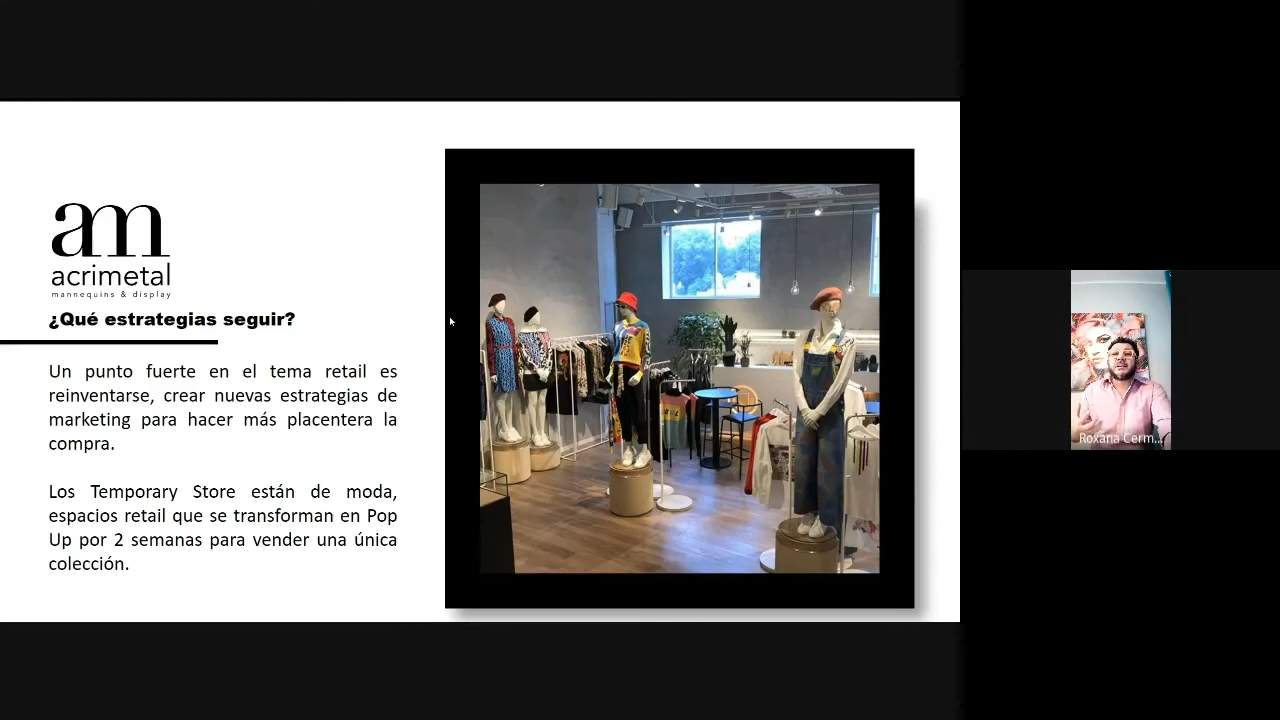 am
acrimetal
mannequins & display
¿Qué estrategias seguir?
Un punto fuerte en el tema retail es
reinventarse, crear nuevas estrategias de
marketing para hacer más placentera la
compra.
Los Temporary Store están de moda,
espacios retail que se transforman en Pop
Up por 2 semanas para vender una única
colección.
Roxana Cerm...